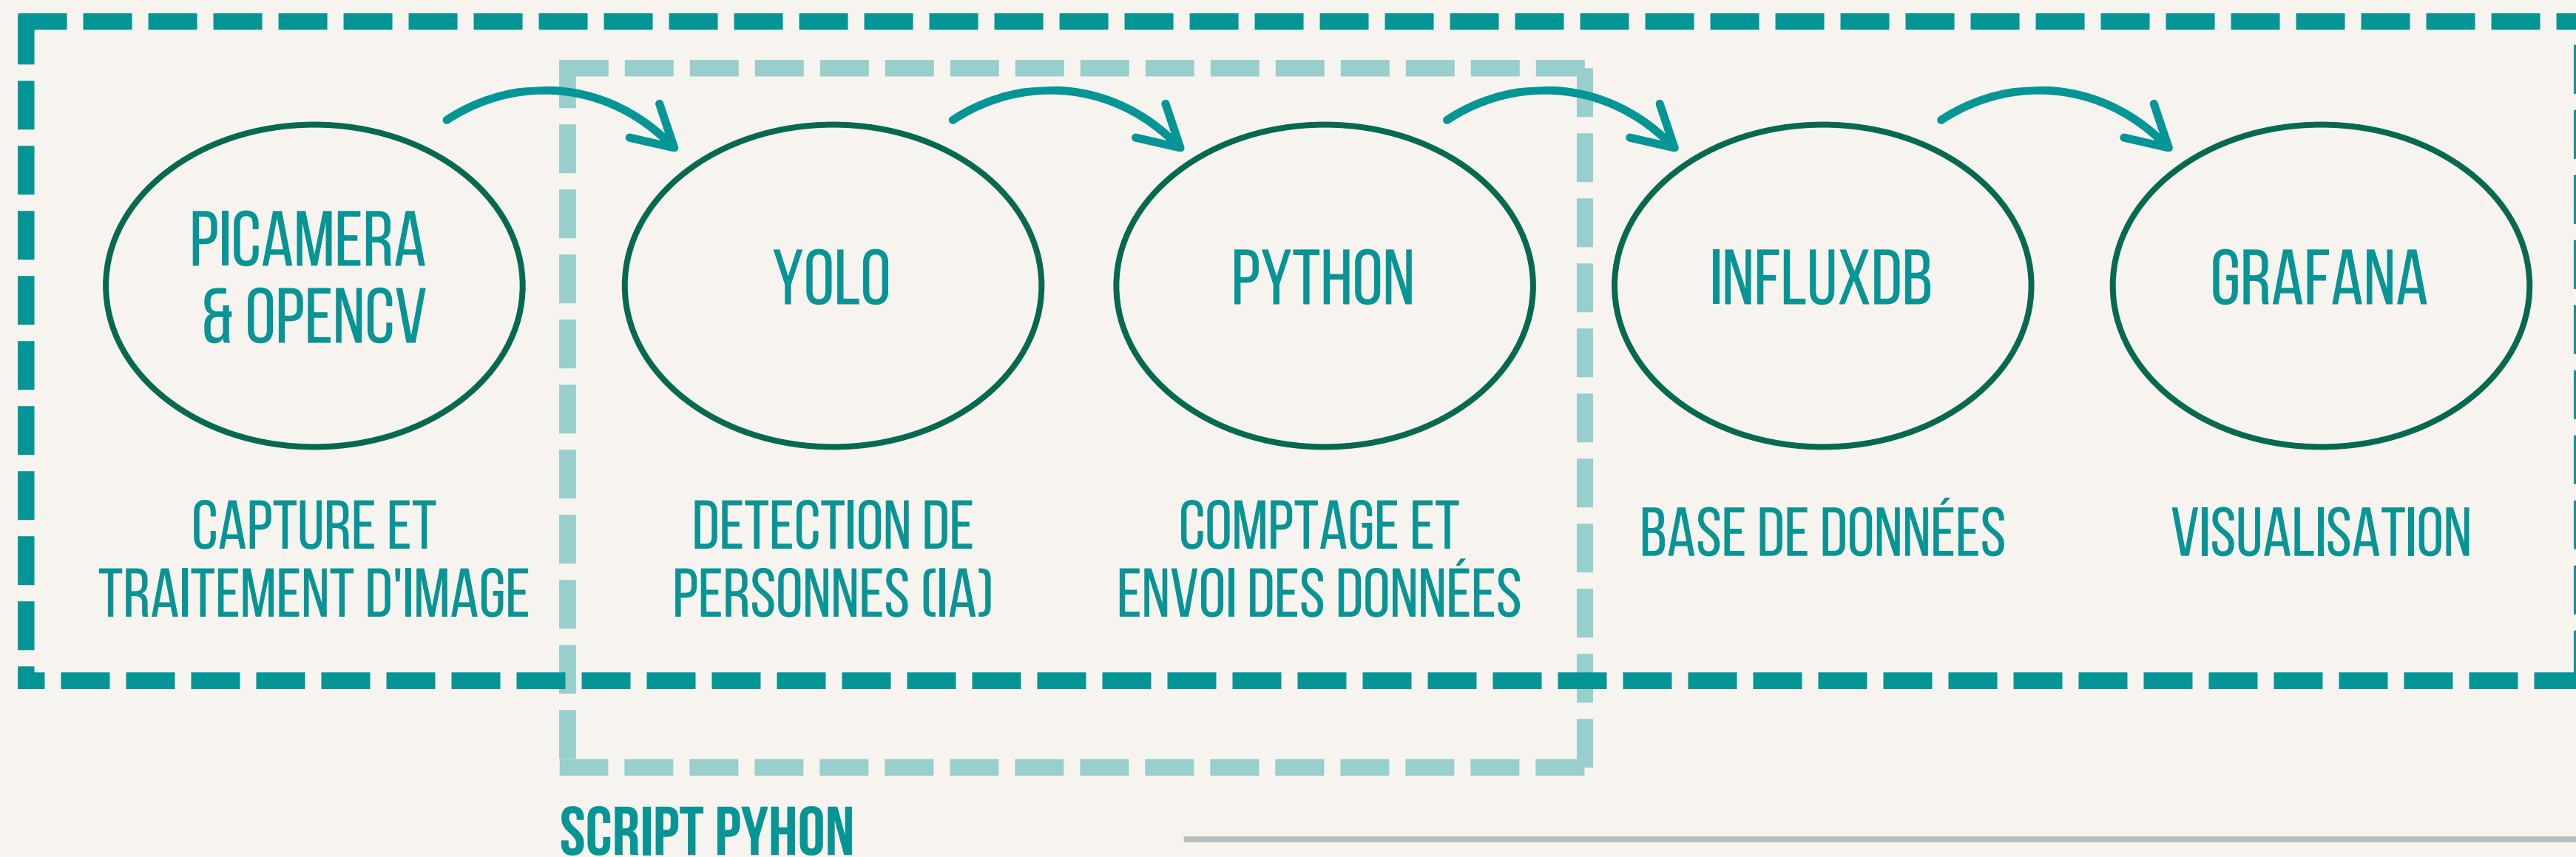 PICAMERA
& OPENCV
YOLO
PYTHON
INFLUXDB
GRAFANA
CAPTURE ET
TRAITEMENT D'IMAGE
DETECTION DE
PERSONNES (IA)
COMPTAGE ET
ENVOI DES DONNÉES
BASE DE DONNÉES
VISUALISATION
SCRIPT PYHON